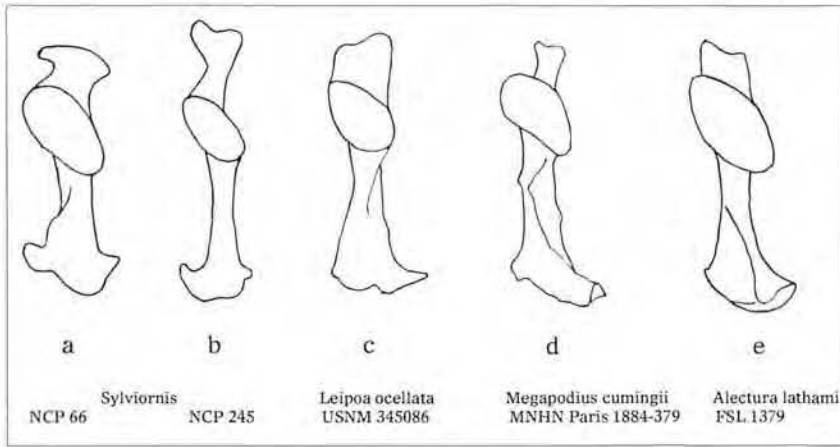 a b c d e
Sylviornis Leipoa ocellata Megapodius cumingii Alectura lathami
NCP 66 NCP 245 USNM 345086 MNHN Paris 1884-379 FSL 1379